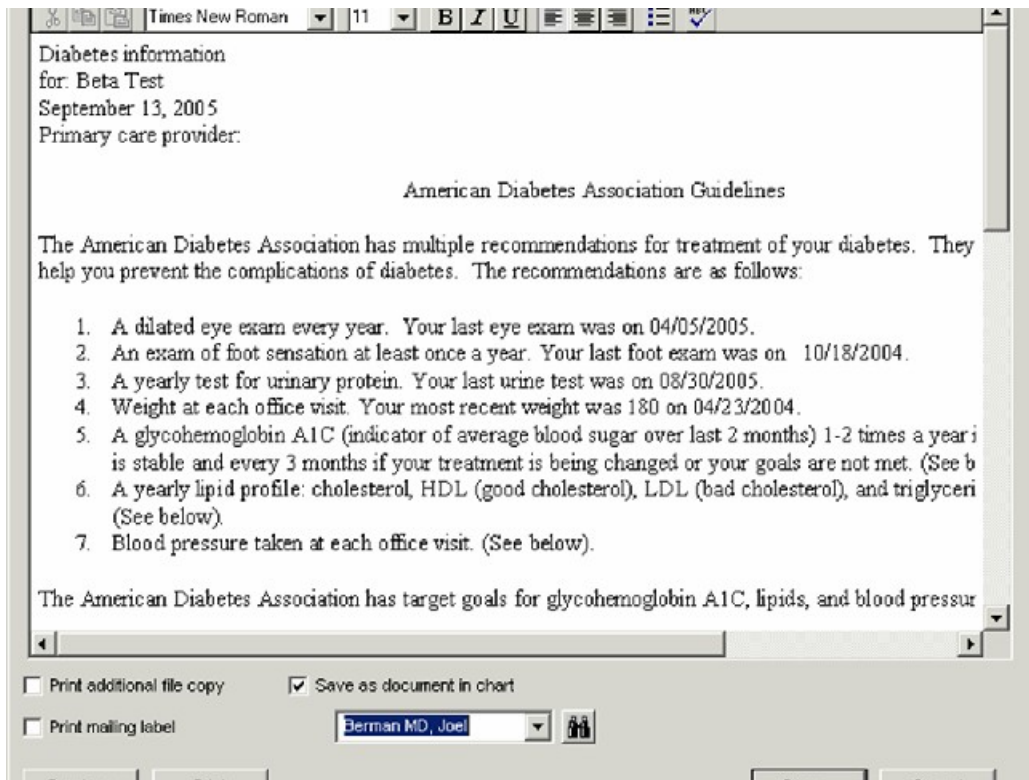 Times New Roman 11 B I U ABC
Diabetes information
for: Beta Test
September 13, 2005
Primary care provider:
American Diabetes Association Guidelines
The American Diabetes Association has multiple recommendations for treatment of your diabetes. They
help you prevent the complications of diabetes. The recommendations are as follows:
1. A dilated eye exam every year. Your last eye exam was on 04/05/2005.
2. An exam of foot sensation at least once a year. Your last foot exam was on 10/18/2004.
3. A yearly test for urinary protein. Your last urine test was on 08/30/2005.
4. Weight at each office visit. Your most recent weight was 180 on 04/23/2004.
5. A glycohemoglobin A1C (indicator of average blood sugar over last 2 months) 1-2 times a year i
is stable and every 3 months if your treatment is being changed or your goals are not met. (See b
6. A yearly lipid profile: cholesterol, HDL (good cholesterol), LDL (bad cholesterol), and triglyceri
(See below).
7. Blood pressure taken at each office visit. (See below).
The American Diabetes Association has target goals for glycohemoglobin A1C, lipids, and blood pressur
Print additional file copy Save as document in chart
Print mailing label Berman MD, Joel